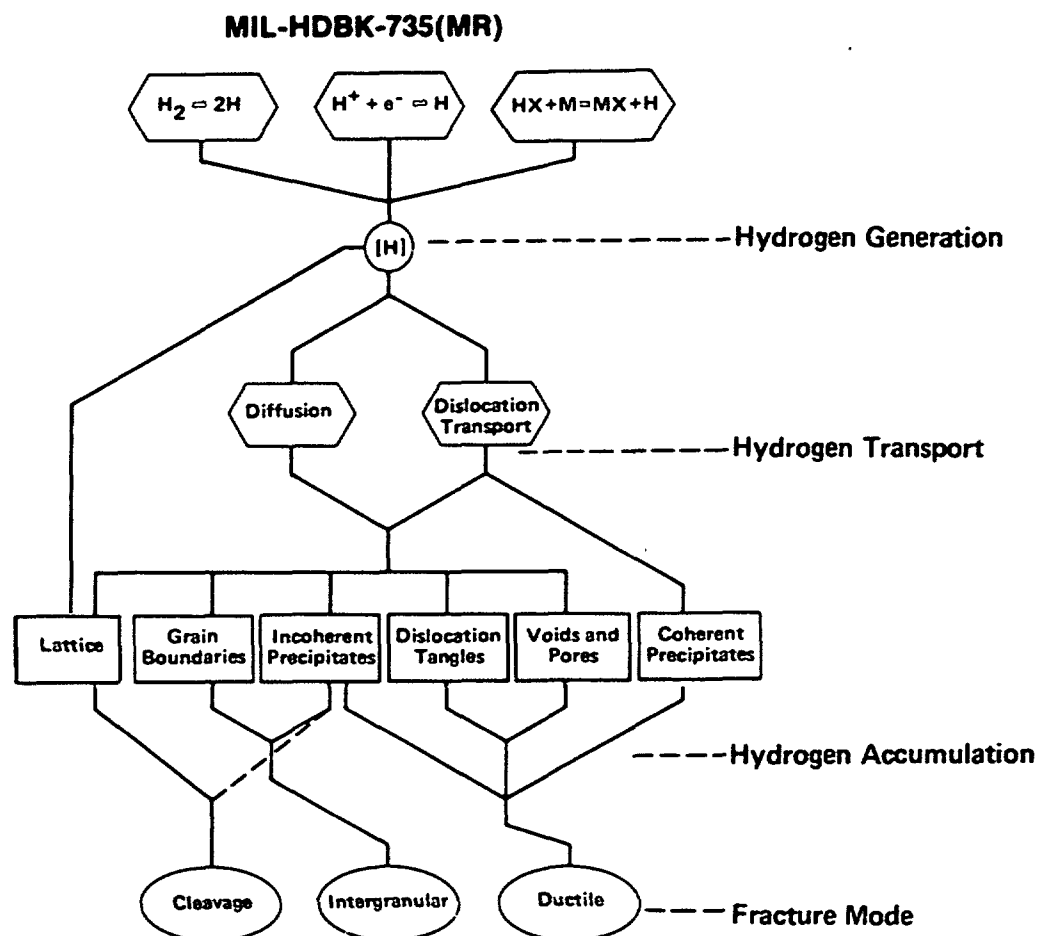 MIL-HDBK-735(MR)
H2 ⇌ 2H
H+ + e- ⇌ H
HX+M=MX+H
[H]
Hydrogen Generation
Diffusion
Dislocation
Transport
Hydrogen Transport
Lattice
Grain
Boundaries
Incoherent
Precipitates
Dislocation
Tangles
Voids and
Pores
Coherent
Precipitates
Hydrogen Accumulation
Cleavage
Intergranular
Ductile
Fracture Mode